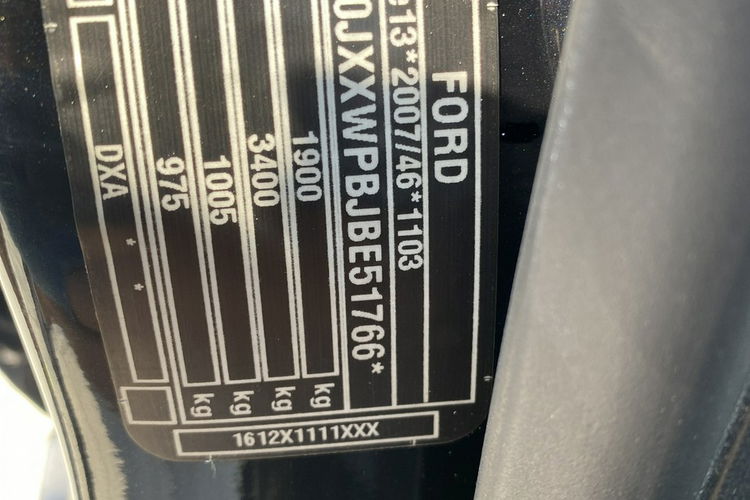 FORD
e13*2007/46*1103
0JXXWPBJBE51766*
1900 kg
3400 kg
1005 kg
975 kg
DXA * *
1612X1111XXX